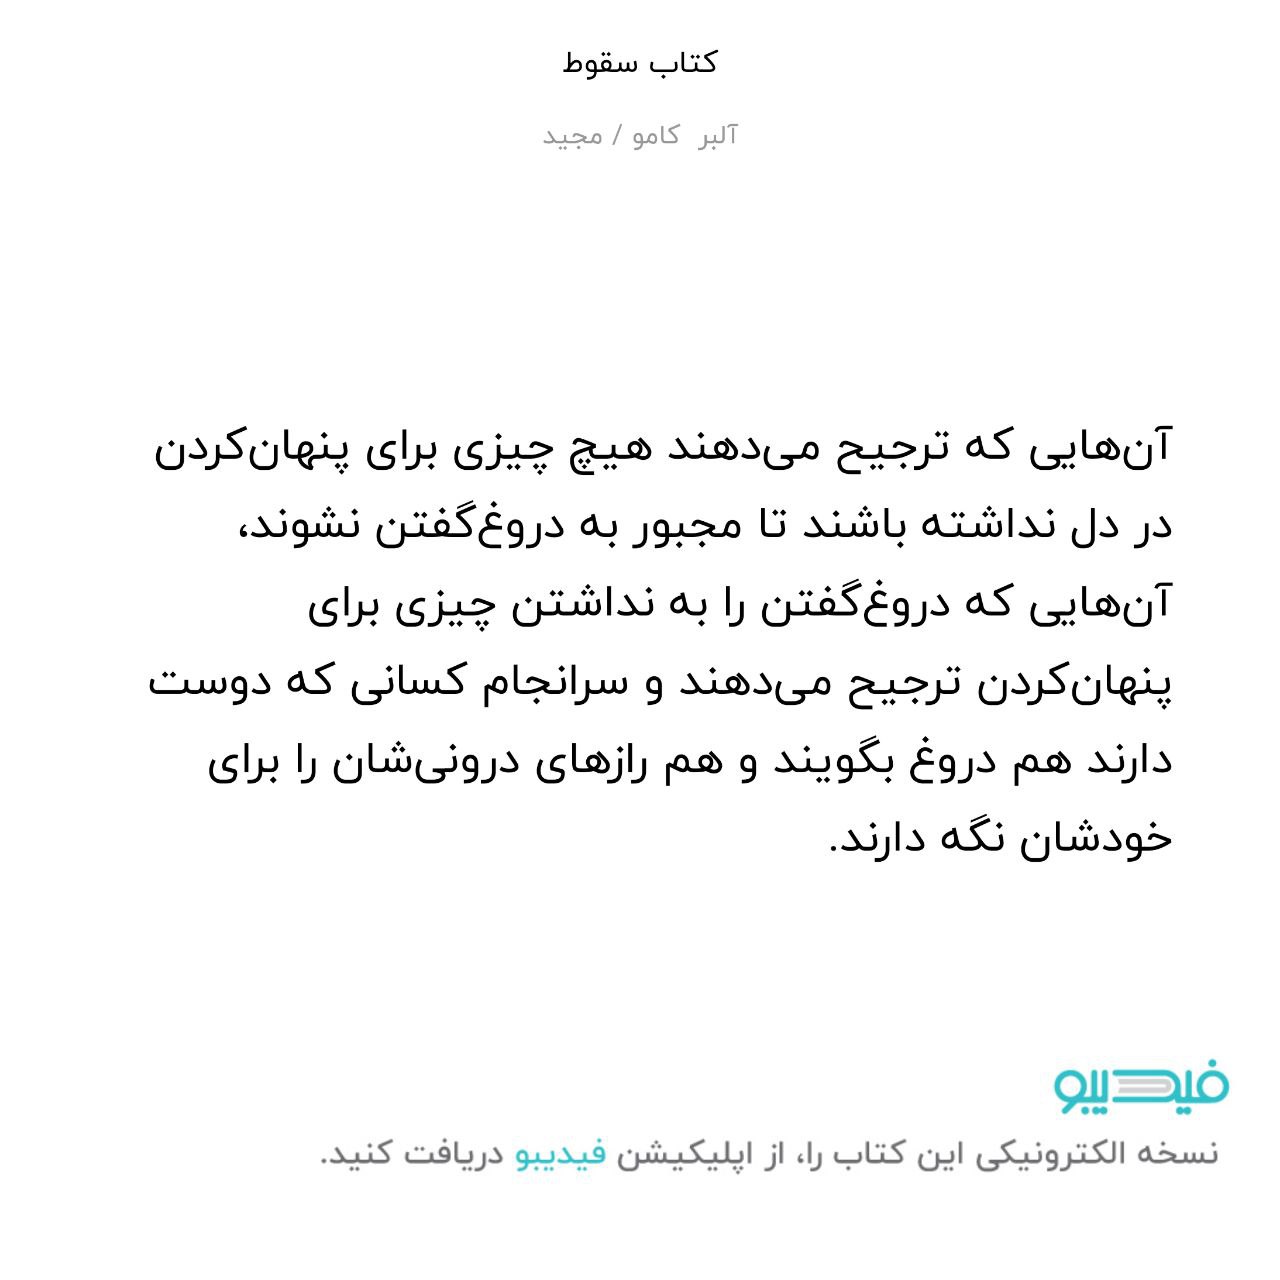 کتاب سقوط
آلبر کامو / مجید
آن‌هایی که ترجیح می‌دهند هیچ چیزی برای پنهان‌کردن
در دل نداشته باشند تا مجبور به دروغ‌گفتن نشوند،
آن‌هایی که دروغ‌گفتن را به نداشتن چیزی برای
پنهان‌کردن ترجیح می‌دهند و سرانجام کسانی که دوست
دارند هم دروغ بگویند و هم رازهای درونی‌شان را برای
خودشان نگه دارند.
فیدیبو
نسخه الکترونیکی این کتاب را، از اپلیکیشن فیدیبو دریافت کنید.